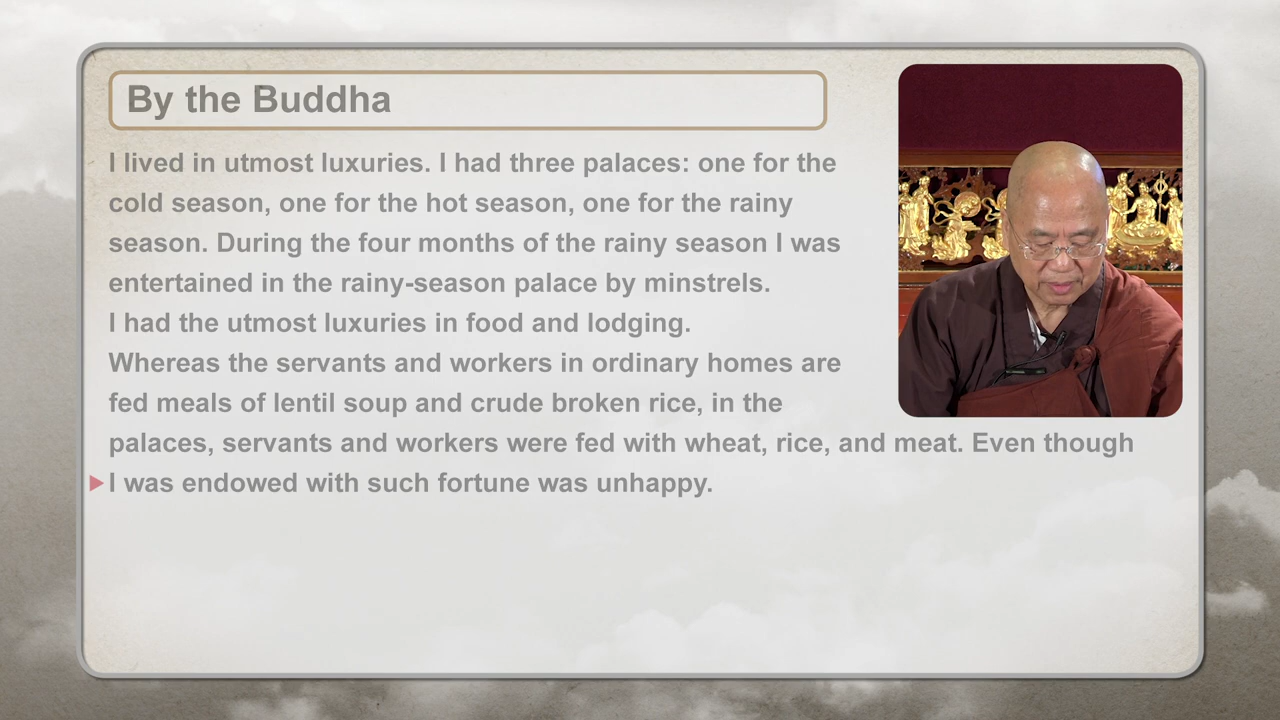 By the Buddha
I lived in utmost luxuries. I had three palaces: one for the
cold season, one for the hot season, one for the rainy
season. During the four months of the rainy season I was
entertained in the rainy-season palace by minstrels.
I had the utmost luxuries in food and lodging.
Whereas the servants and workers in ordinary homes are
fed meals of lentil soup and crude broken rice, in the
palaces, servants and workers were fed with wheat, rice, and meat. Even though
I was endowed with such fortune was unhappy.